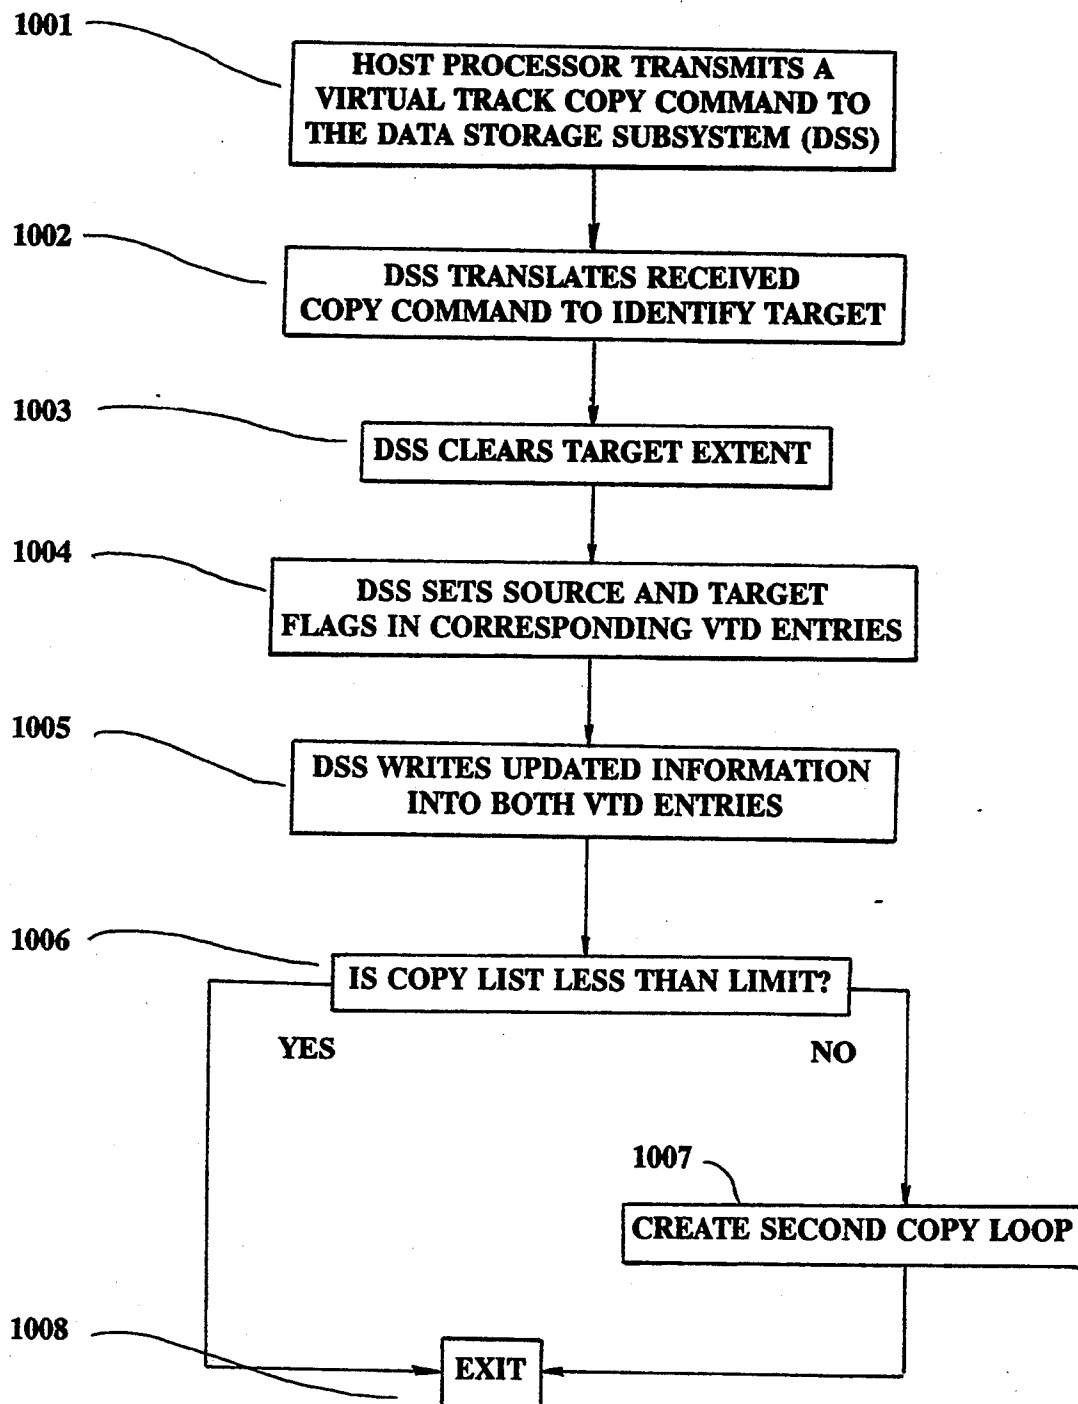 1001
HOST PROCESSOR TRANSMITS A
VIRTUAL TRACK COPY COMMAND TO
THE DATA STORAGE SUBSYSTEM (DSS)
1002
DSS TRANSLATES RECEIVED
COPY COMMAND TO IDENTIFY TARGET
1003
DSS CLEARS TARGET EXTENT
1004
DSS SETS SOURCE AND TARGET
FLAGS IN CORRESPONDING VTD ENTRIES
1005
DSS WRITES UPDATED INFORMATION
INTO BOTH VTD ENTRIES
1006
IS COPY LIST LESS THAN LIMIT?
YES
NO
1007
CREATE SECOND COPY LOOP
1008
EXIT